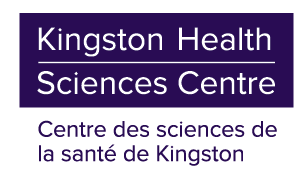 Kingston Health
Sciences Centre
Centre des sciences de
la santé de Kingston